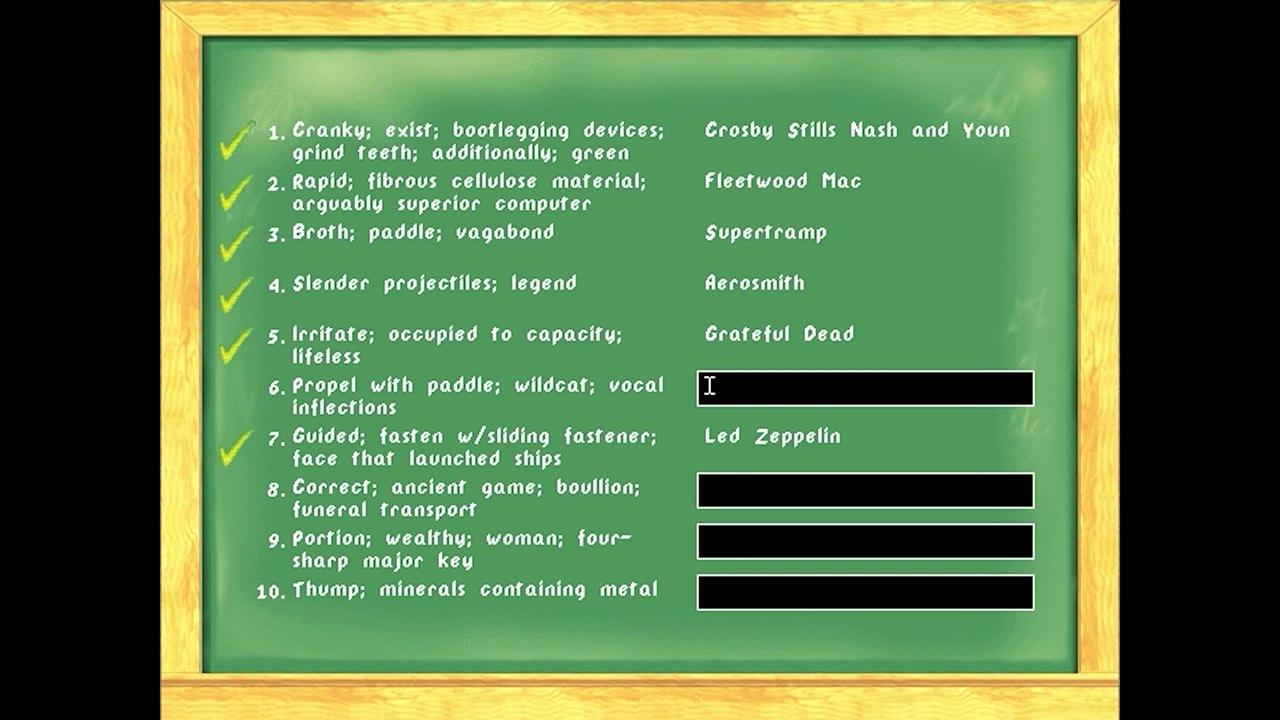 1. Cranky; exist; bootlegging devices; Crosby Stills Nash and Youn
grind teeth; additionally; green
2. Rapid; fibrous cellulose material; Fleetwood Mac
arguably superior computer
3. Broth; paddle; vagabond Supertramp
4. Slender projectiles; legend Aerosmith
5. Irritate; occupied to capacity; Grateful Dead
lifeless
6. Propel with paddle; wildcat; vocal
inflections
7. Guided; fasten w/sliding fastener; Led Zeppelin
face that launched ships
8. Correct; ancient game; boullion;
funeral transport
9. Portion; wealthy; woman; four-
sharp major key
10. Thump; minerals containing metal